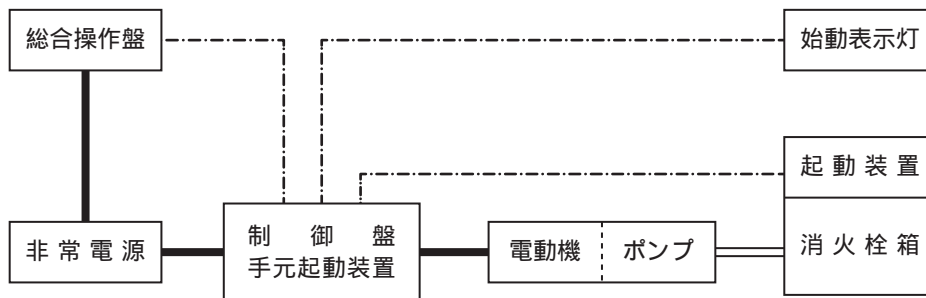 総合操作盤
始動表示灯
起動装置
非常電源
制御盤
手元起動装置
電動機
ポンプ
消火栓箱